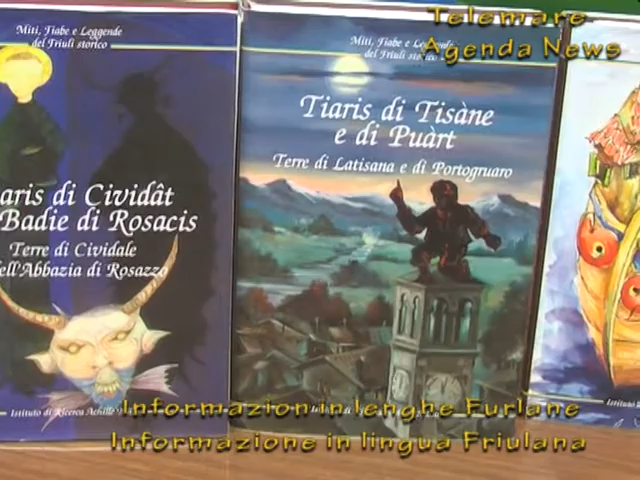 Telemare
Agenda News
Miti, Fiabe e Leggende
del Friuli storico
aris di Cividât
Badie di Rosacis
Terre di Cividale
ell'Abbazia di Rosazzo
Istituto di Ricerca Achille
Miti, Fiabe e Leggende
del Friuli storico
Tiaris di Tisàne
e di Puàrt
Terre di Latisana e di Portogruaro
Informazion in lenghe Furlane
Informazione in lingua Friulana